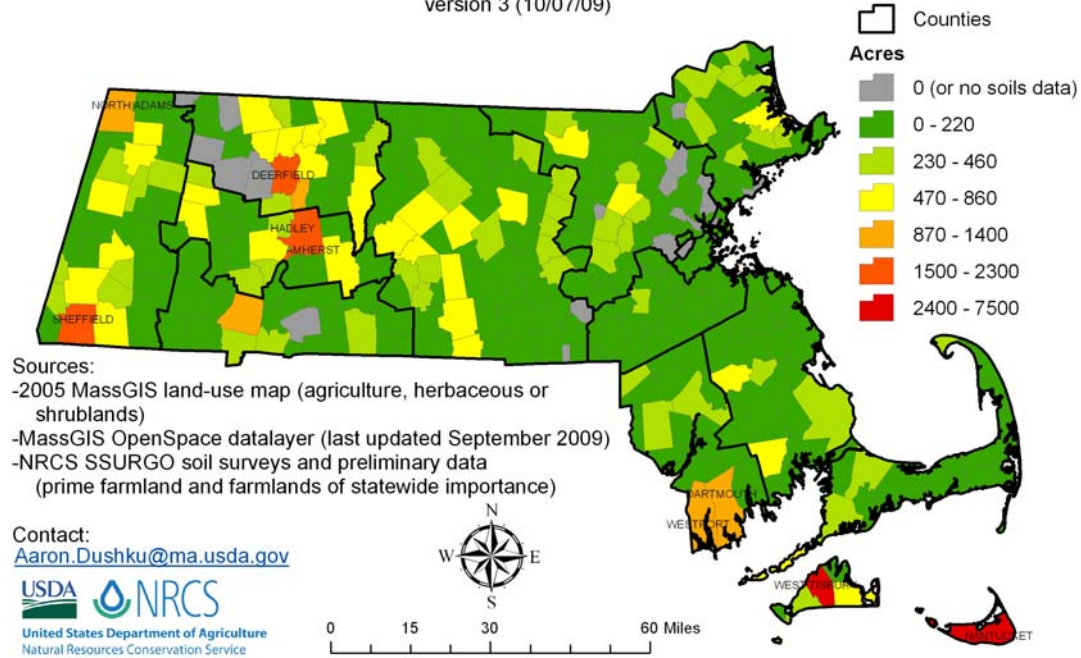 version 3 (10/07/09)
Counties
Acres
0 (or no soils data)
0 - 220
230 - 460
470 - 860
870 - 1400
1500 - 2300
2400 - 7500
NORTH ADAMS
DEERFIELD
HADLEY
AMHERST
SHEFFIELD
DARTMOUTH
WESTPORT
WEST TISBURY
NANTUCKET
Sources:
-2005 MassGIS land-use map (agriculture, herbaceous or
shrublands)
-MassGIS OpenSpace datalayer (last updated September 2009)
-NRCS SSURGO soil surveys and preliminary data
(prime farmland and farmlands of statewide importance)
Contact:
Aaron.Dushku@ma.usda.gov
USDA NRCS
United States Department of Agriculture
Natural Resources Conservation Service
N
W E
S
0 15 30 60 Miles